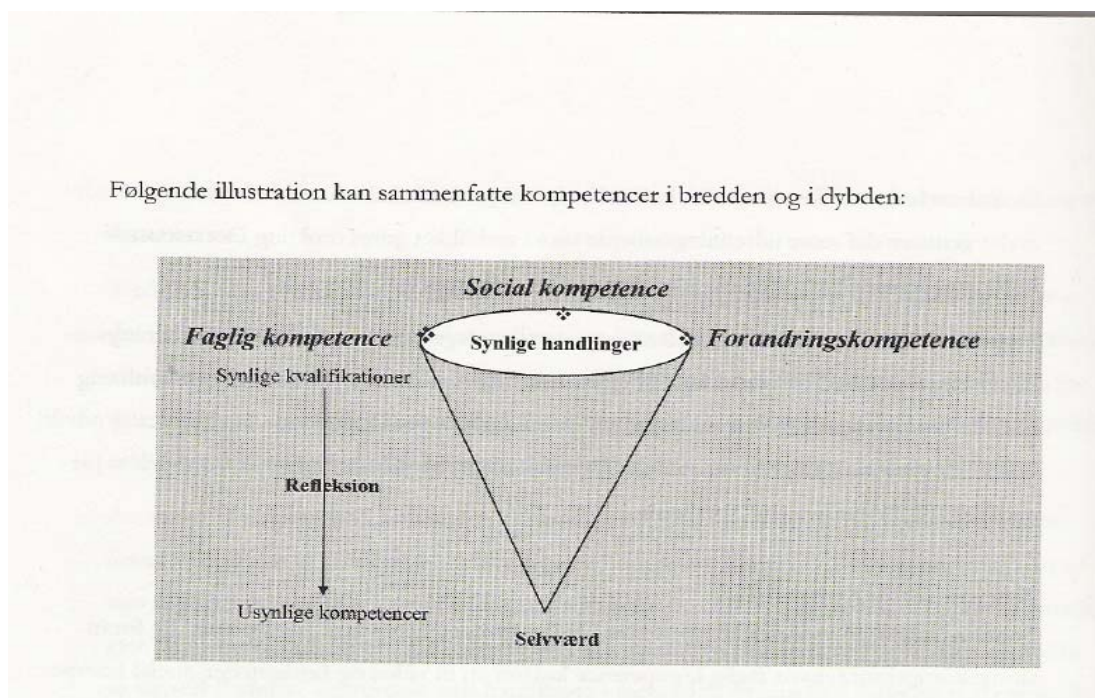 Følgende illustration kan sammenfatte kompetencer i bredden og i dybden:
Social kompetence
Faglig kompetence
Synlige handlinger
Forandringskompetence
Synlige kvalifikationer
Refleksion
Usynlige kompetencer
Selvværd